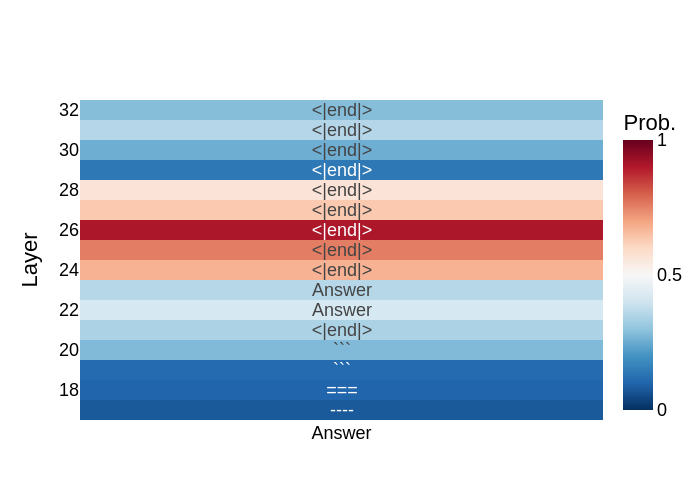 Prob.
32
<|end|>
1
<|end|>
30
<|end|>
<|end|>
28
<|end|>
<|end|>
26
<|end|>
<|end|>
Layer
24
<|end|>
0.5
Answer
22
Answer
<|end|>
20
```
```
18
===
----
0
Answer